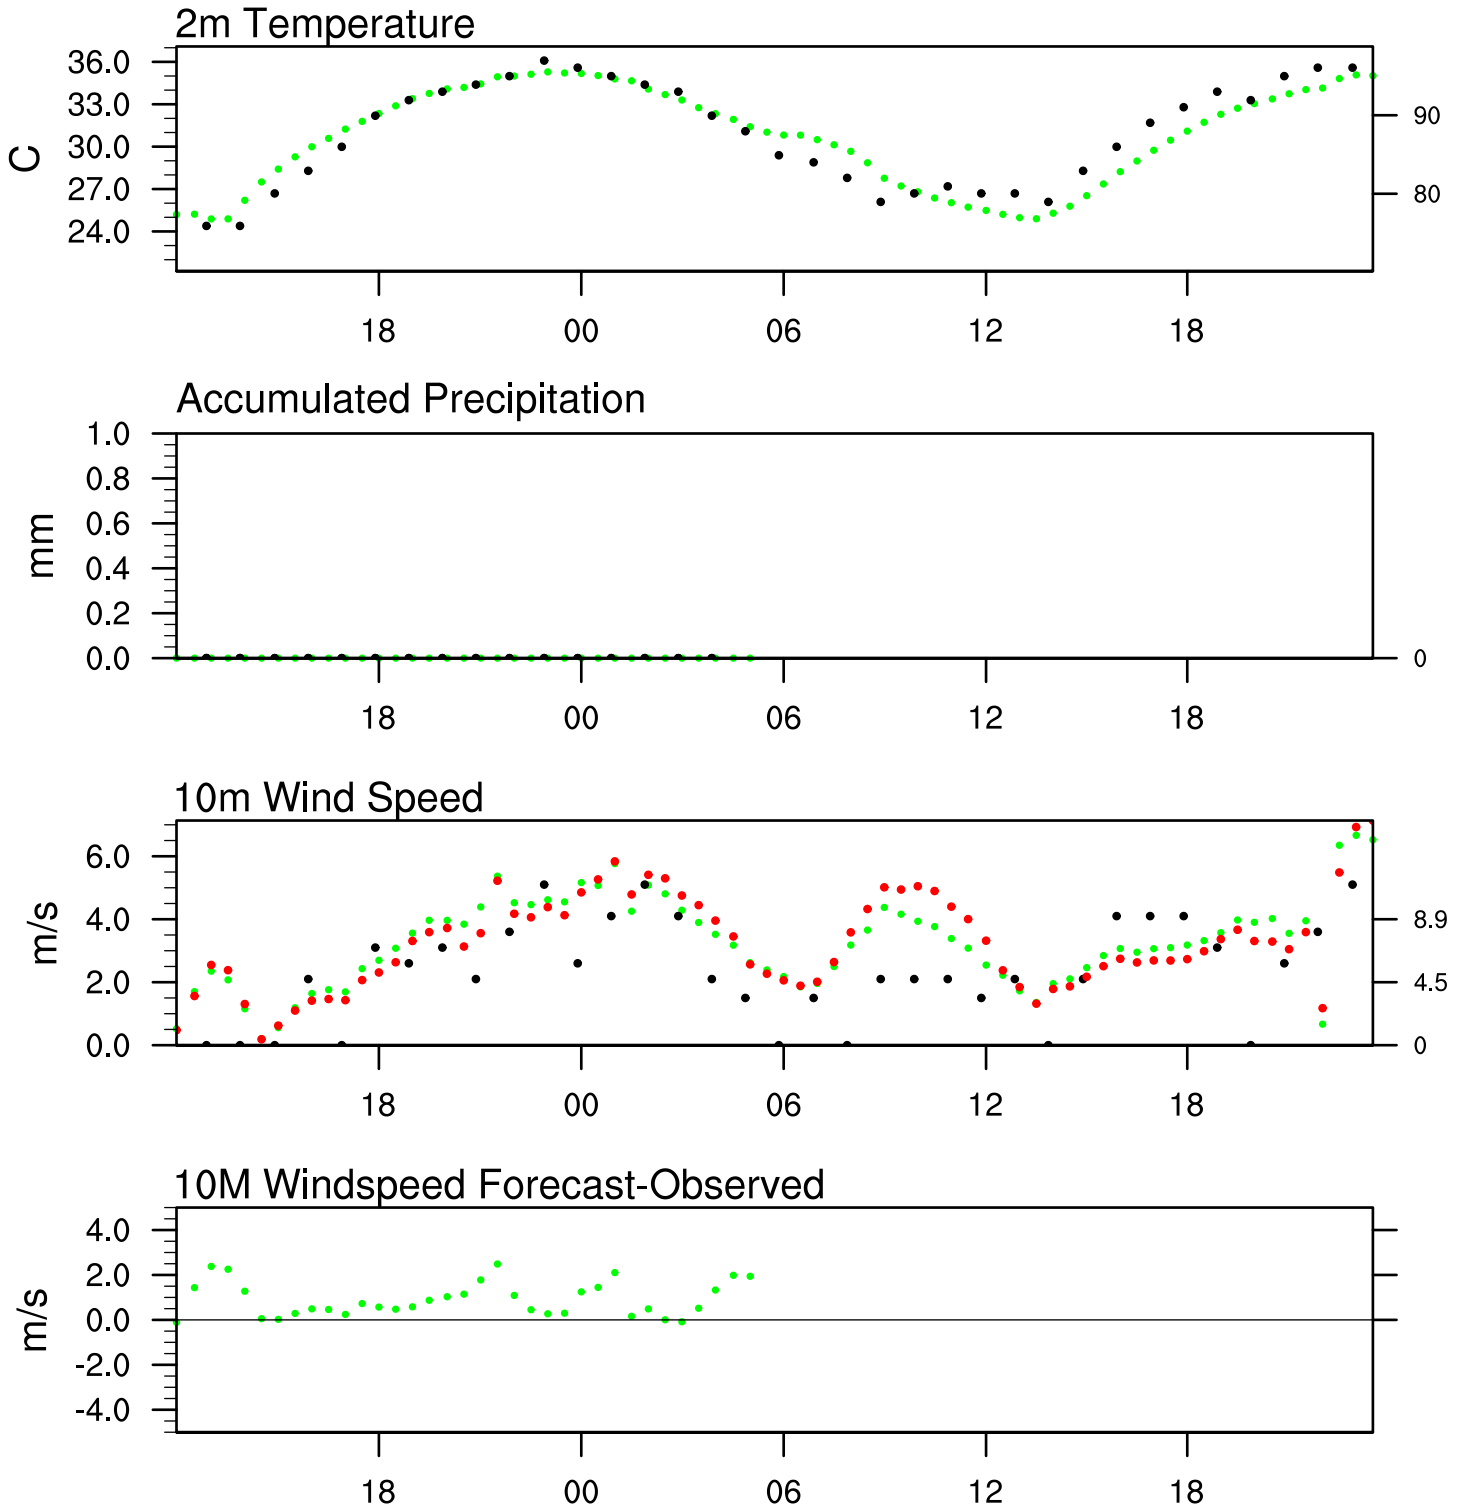 2m Temperature
36.0
33.0
30.0
27.0
24.0
C
90
80
18 00 06 12 18
Accumulated Precipitation
1.0
0.8
0.6
0.4
0.2
0.0
mm
0
18 00 06 12 18
10m Wind Speed
6.0
4.0
2.0
0.0
m/s
8.9
4.5
0
18 00 06 12 18
10M Windspeed Forecast-Observed
4.0
2.0
0.0
-2.0
-4.0
m/s
18 00 06 12 18